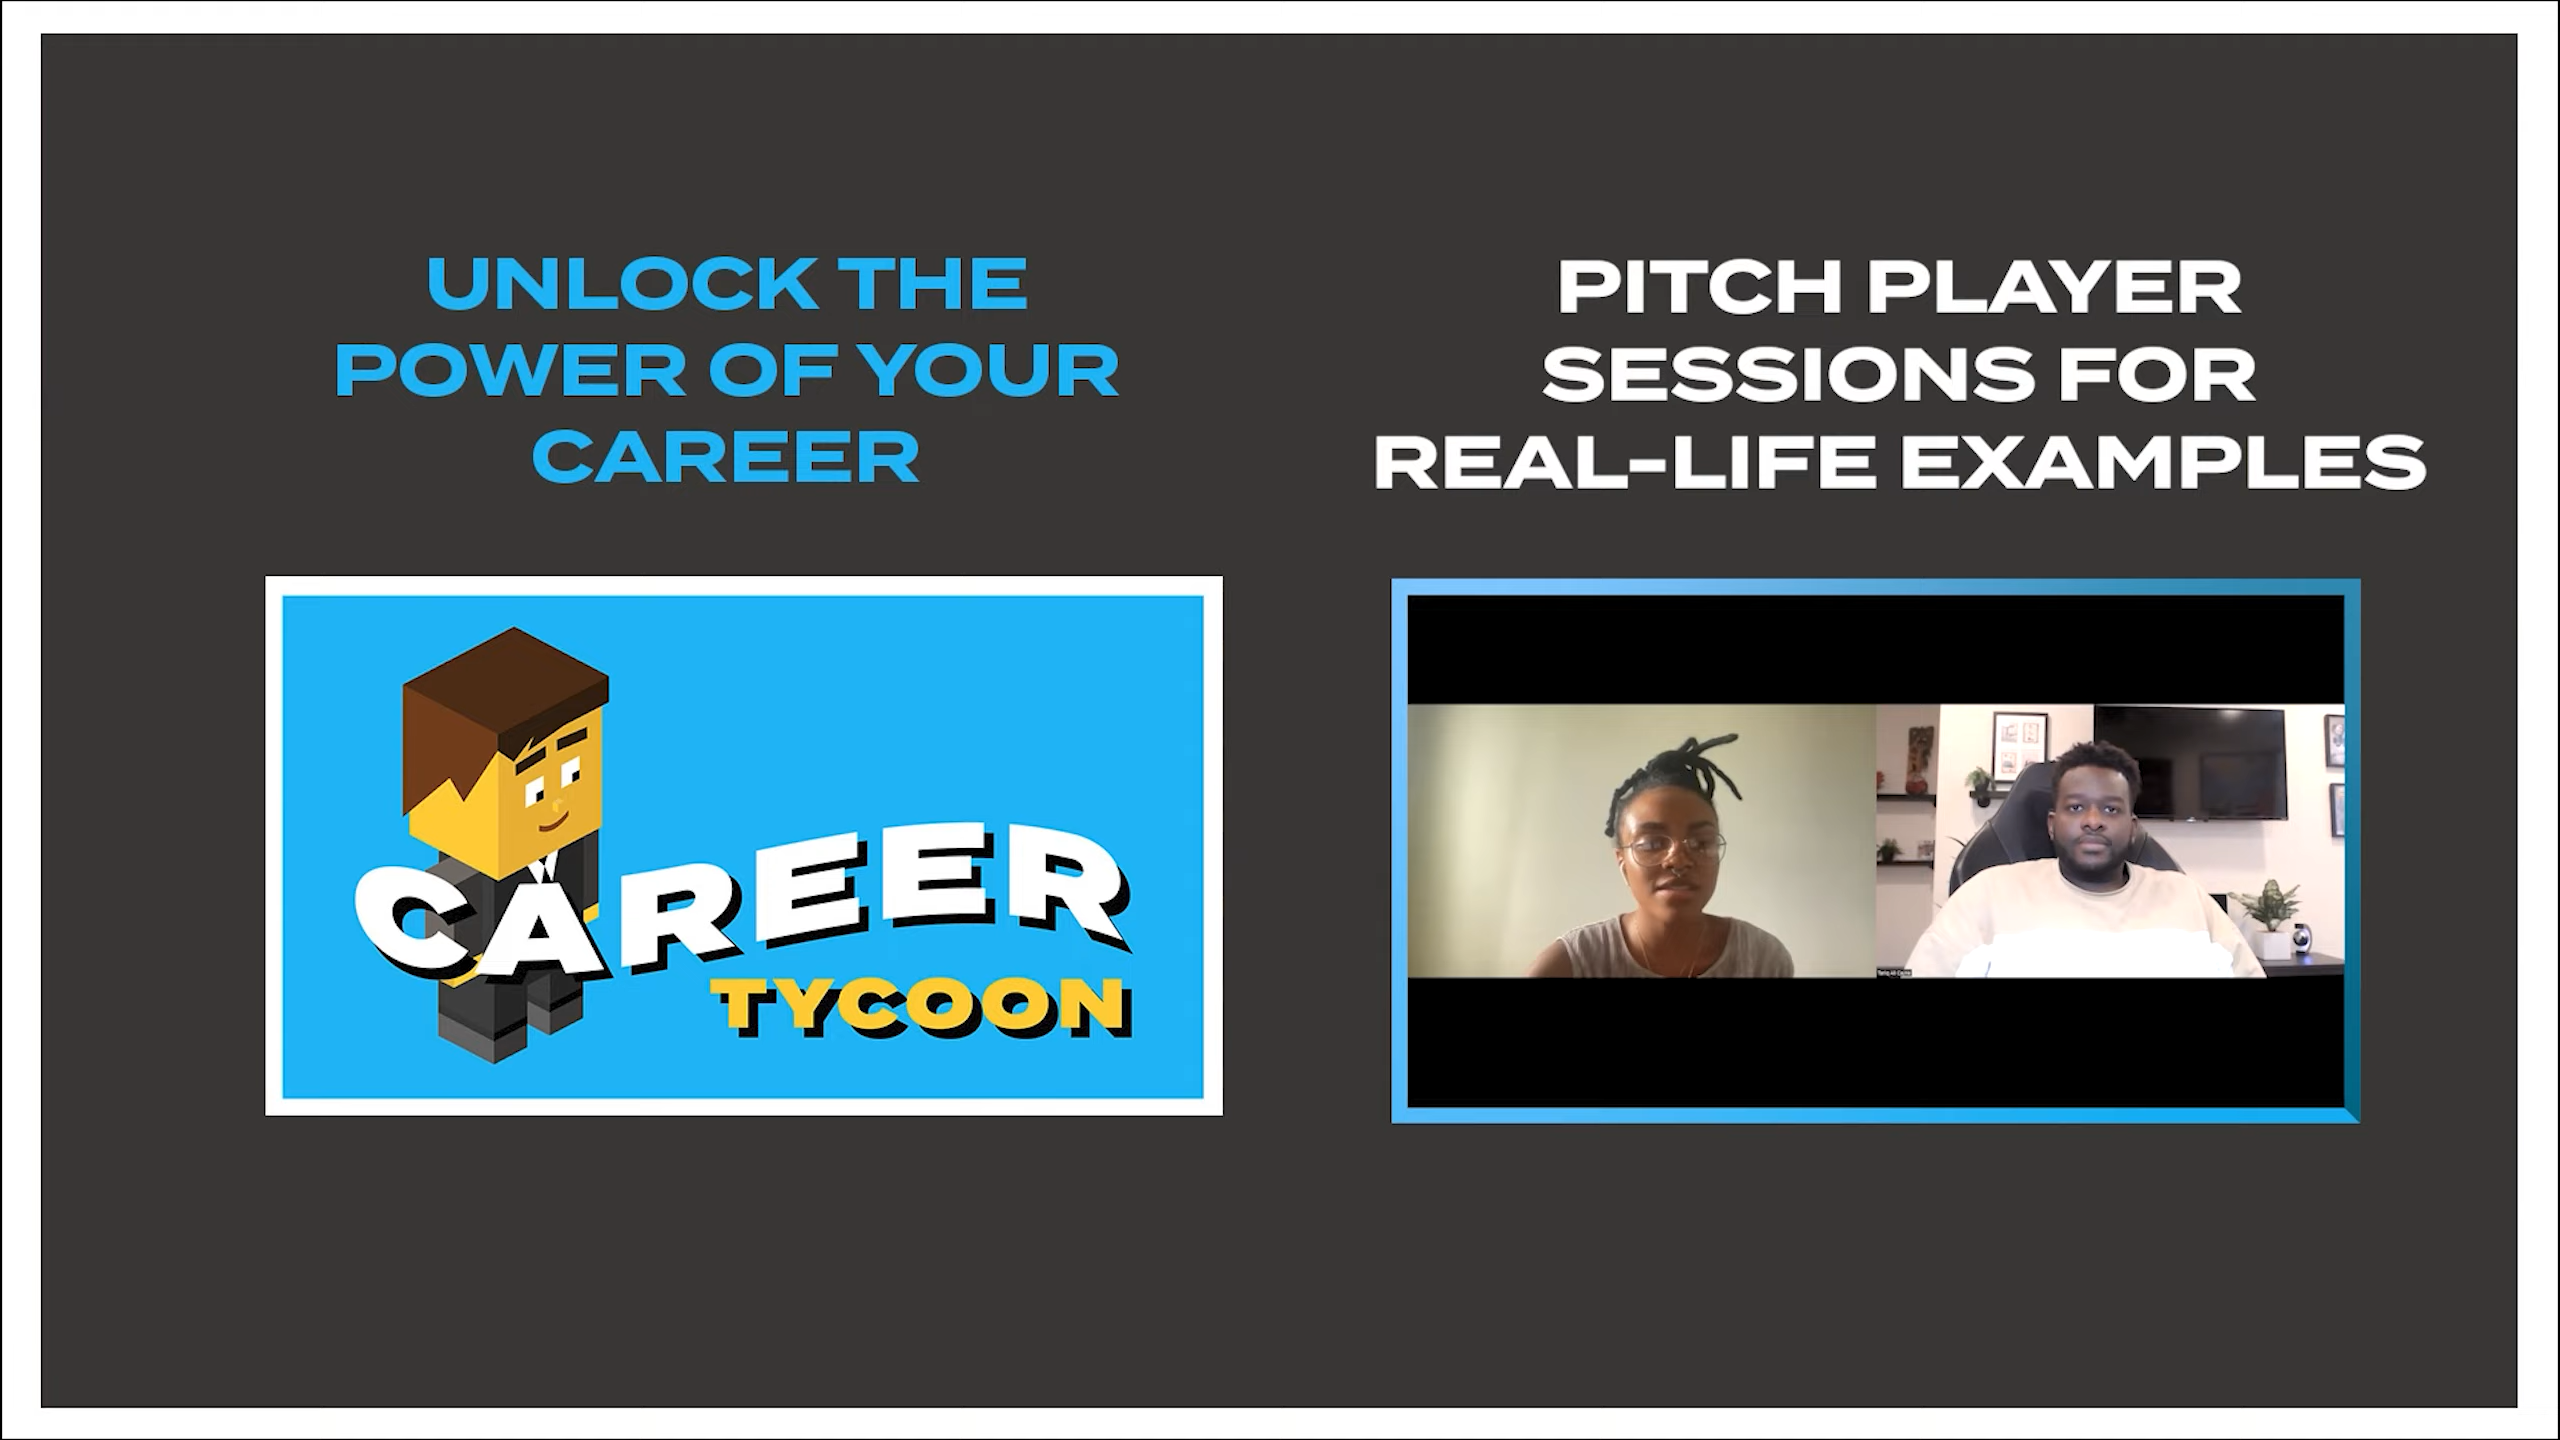 UNLOCK THE
POWER OF YOUR
CAREER
CAREER
TYCOON
PITCH PLAYER
SESSIONS FOR
REAL-LIFE EXAMPLES